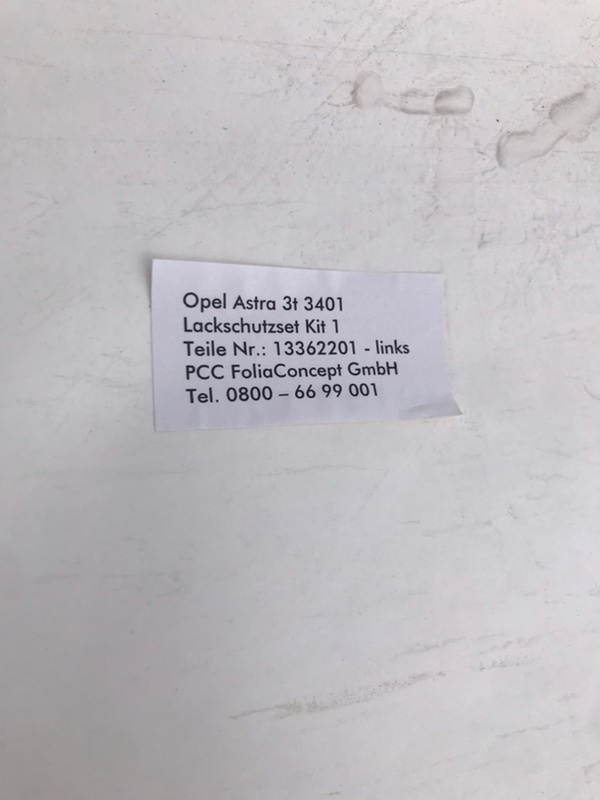 Opel Astra 3t 3401
Lackschutzset Kit 1
Teile Nr.: 13362201 - links
PCC FoliaConcept GmbH
Tel. 0800 – 66 99 001